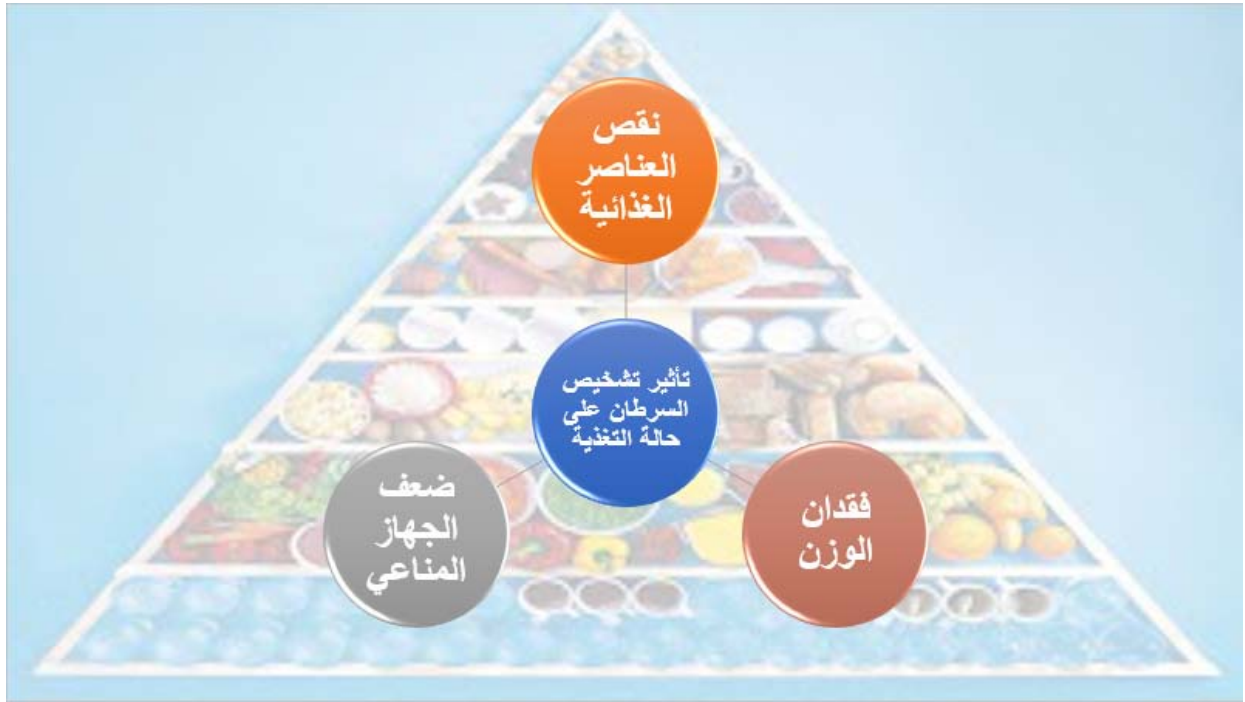 نقص
العناصر
الغذائية
تأثير تشخيص
السرطان على
حالة التغذية
فقدان
الوزن
ضعف
الجهاز
المناعي